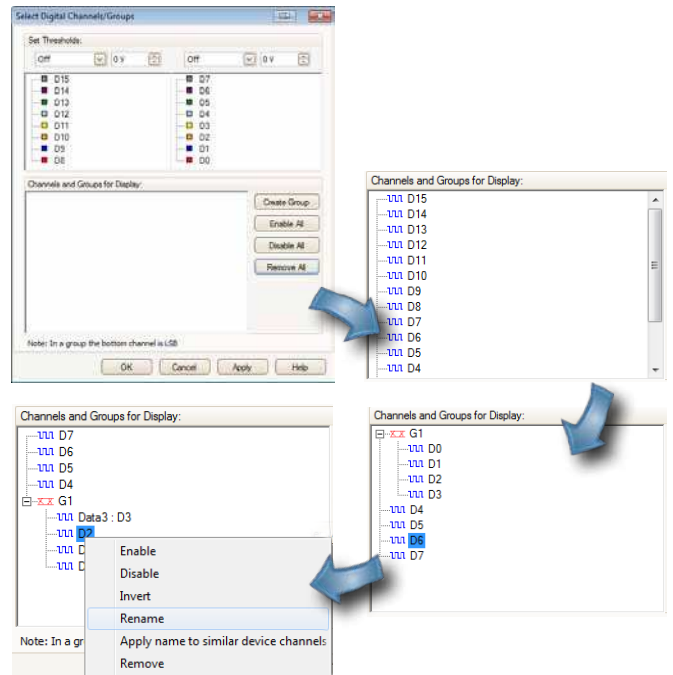 Select Digital Channels/Groups
Set Thresholds:
Off 0 V Off 0 V
D15 D7
D14 D6
D13 D5
D12 D4
D11 D3
D10 D2
D9 D1
D8 D0
Channels and Groups for Display:
Create Group
Enable All
Disable All
Remove All
Note: In a group the bottom channel is LSB
OK Cancel Apply Help
Channels and Groups for Display:
D15
D14
D13
D12
D11
D10
D9
D8
D7
D6
D5
D4
Channels and Groups for Display:
G1
D0
D1
D2
D3
D4
D5
D6
D7
Channels and Groups for Display:
D7
D6
D5
D4
G1
Data3 : D3
D2
D
D
Enable
Disable
Invert
Rename
Note: In a gr
Apply name to similar device channels
Remove